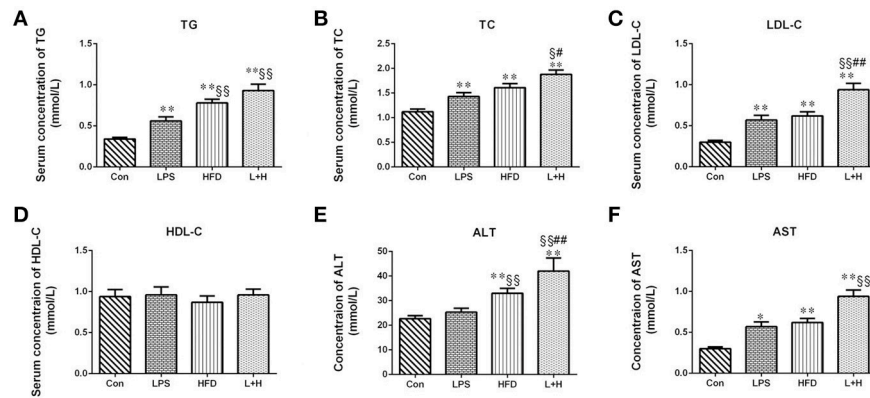 A
TG
Serum concentration of TG
(mmol/L)
1.5
1.0
0.5
0.0
**
**§§
**§§
Con LPS HFD L+H
B
TC
Serum concentration of TC
(mmol/L)
2.5
2.0
1.5
1.0
0.5
0.0
**
**
§#
**
Con LPS HFD L+H
C
LDL-C
Serum concentraion of LDL-C
(mmol/L)
1.5
1.0
0.5
0.0
**
**
§§##
**
Con LPS HFD L+H
D
HDL-C
Serum concentraion of HDL-C
(mmol/L)
1.5
1.0
0.5
0.0
Con LPS HFD L+H
E
ALT
Concentraion of ALT
(mmol/L)
50
40
30
20
10
0
**§§
§§##
**
Con LPS HFD L+H
F
AST
Concentraion of AST
(mmol/L)
1.5
1.0
0.5
0.0
*
**
**§§
Con LPS HFD L+H